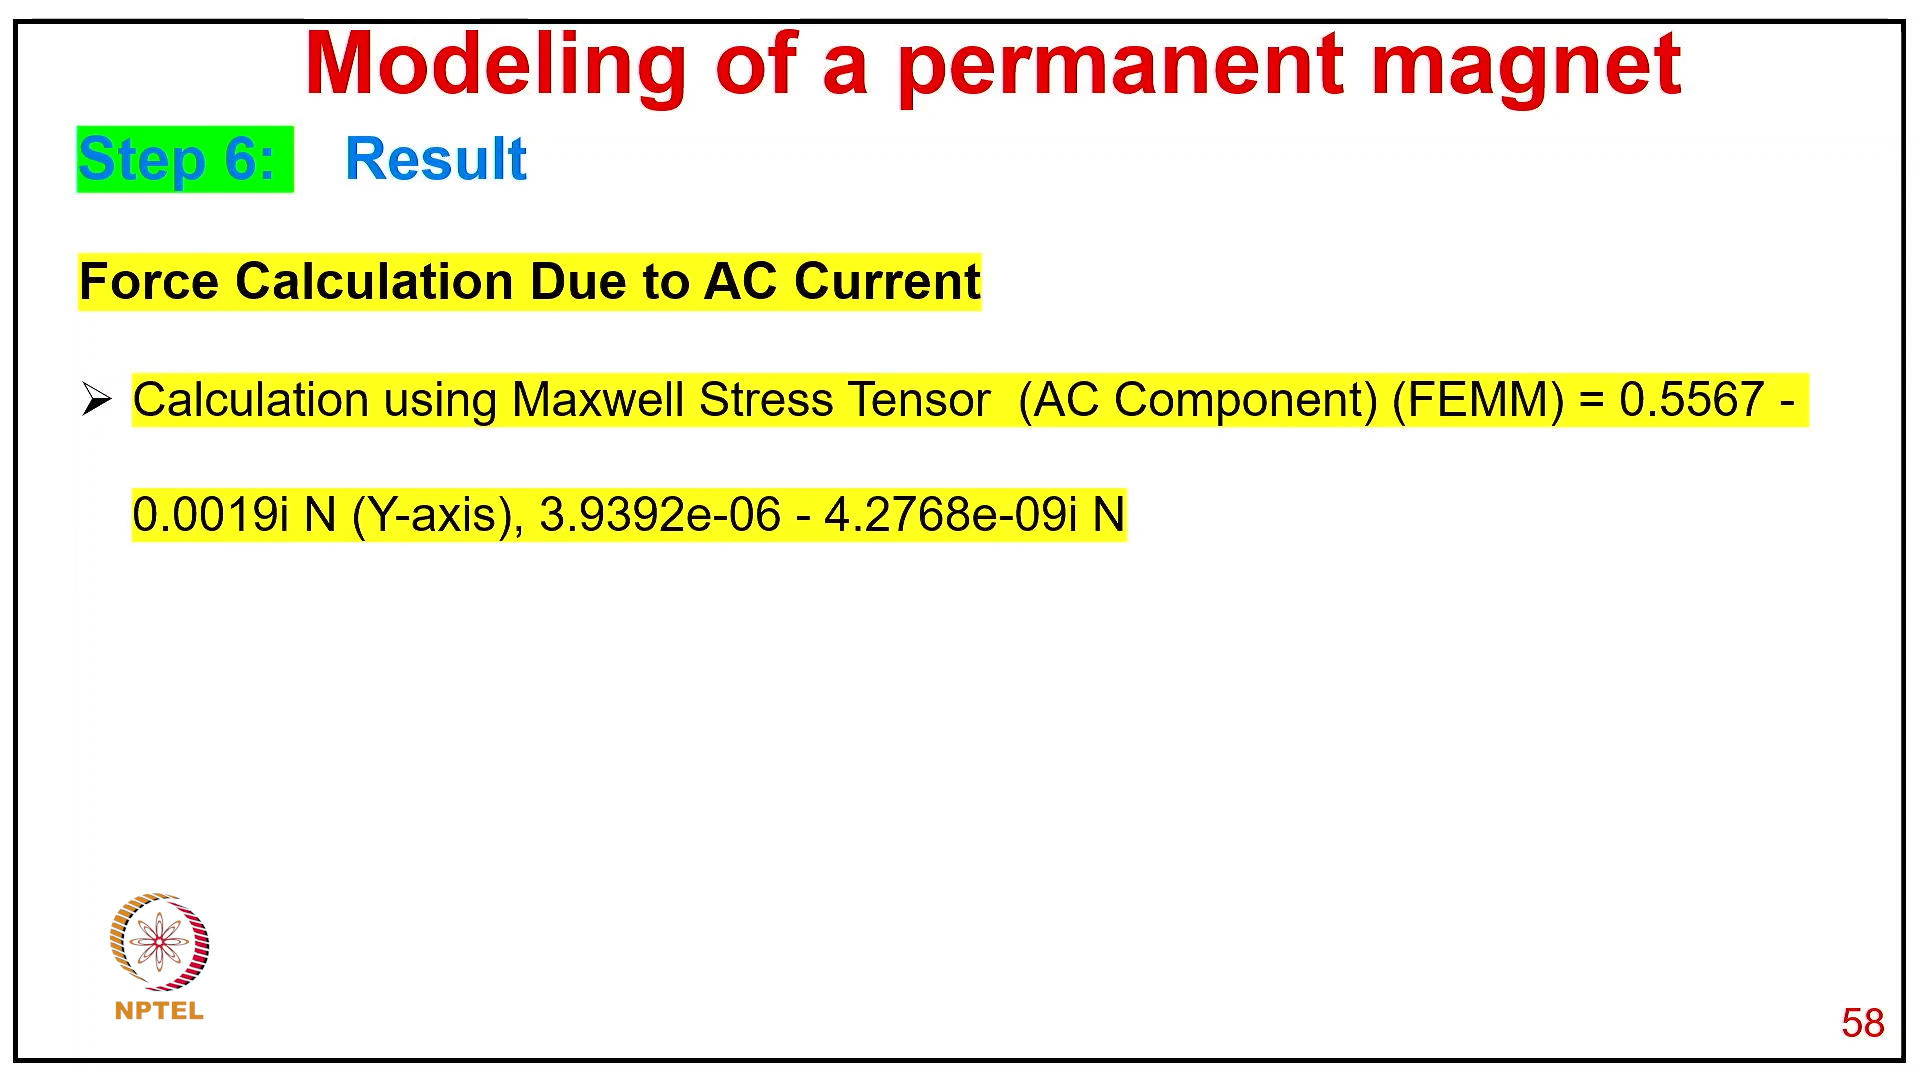 Modeling of a permanent magnet
Step 6: Result
Force Calculation Due to AC Current
➢ Calculation using Maxwell Stress Tensor (AC Component) (FEMM) = 0.5567 -
0.0019i N (Y-axis), 3.9392e-06 - 4.2768e-09i N
NPTEL
58